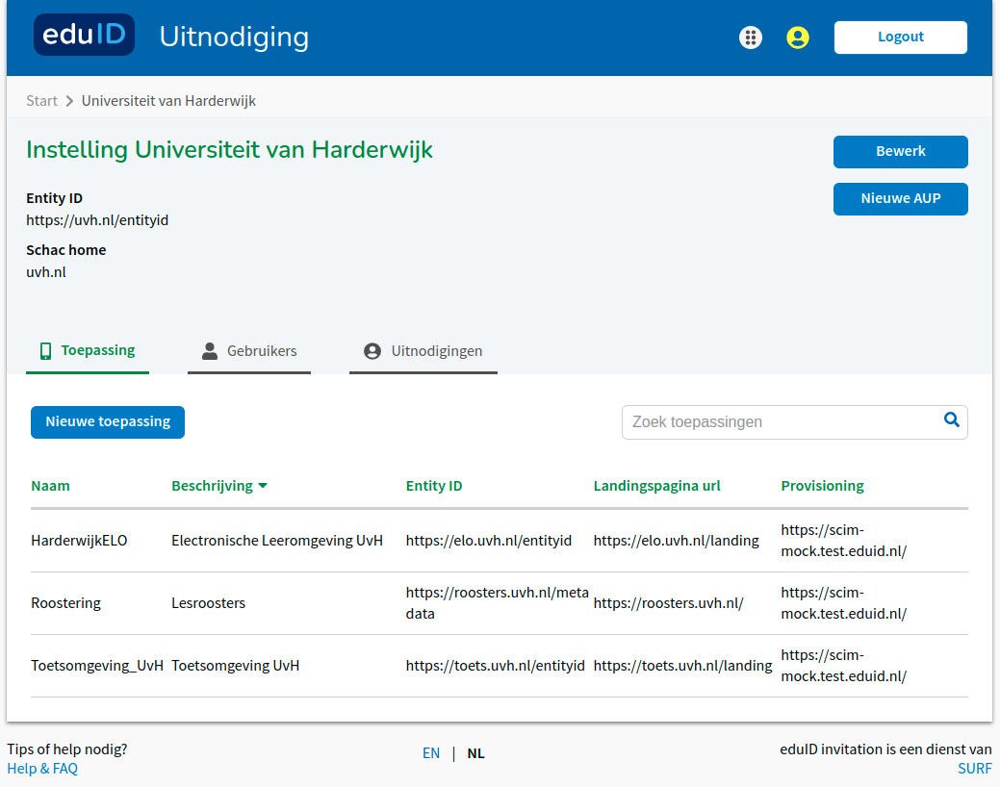 eduID Uitnodiging Logout
Start Universiteit van Harderwijk
Instelling Universiteit van Harderwijk
Bewerk
Nieuwe AUP
Entity ID
https://uvh.nl/entityid
Schac home
uvh.nl
Toepassing Gebruikers Uitnodigingen
Nieuwe toepassing Zoek toepassingen
Naam Beschrijving Entity ID Landingspagina url Provisioning
HarderwijkELO Electronische Leeromgeving UvH https://elo.uvh.nl/entityid https://elo.uvh.nl/landing https://scim-
mock.test.eduid.nl/
Roostering Lesroosters https://roosters.uvh.nl/meta https://roosters.uvh.nl/ https://scim-
data mock.test.eduid.nl/
Toetsomgeving_UvH Toetsomgeving UvH https://toets.uvh.nl/entityid https://toets.uvh.nl/landing https://scim-
mock.test.eduid.nl/
Tips of help nodig?
Help & FAQ
EN | NL
eduID invitation is een dienst van
SURF